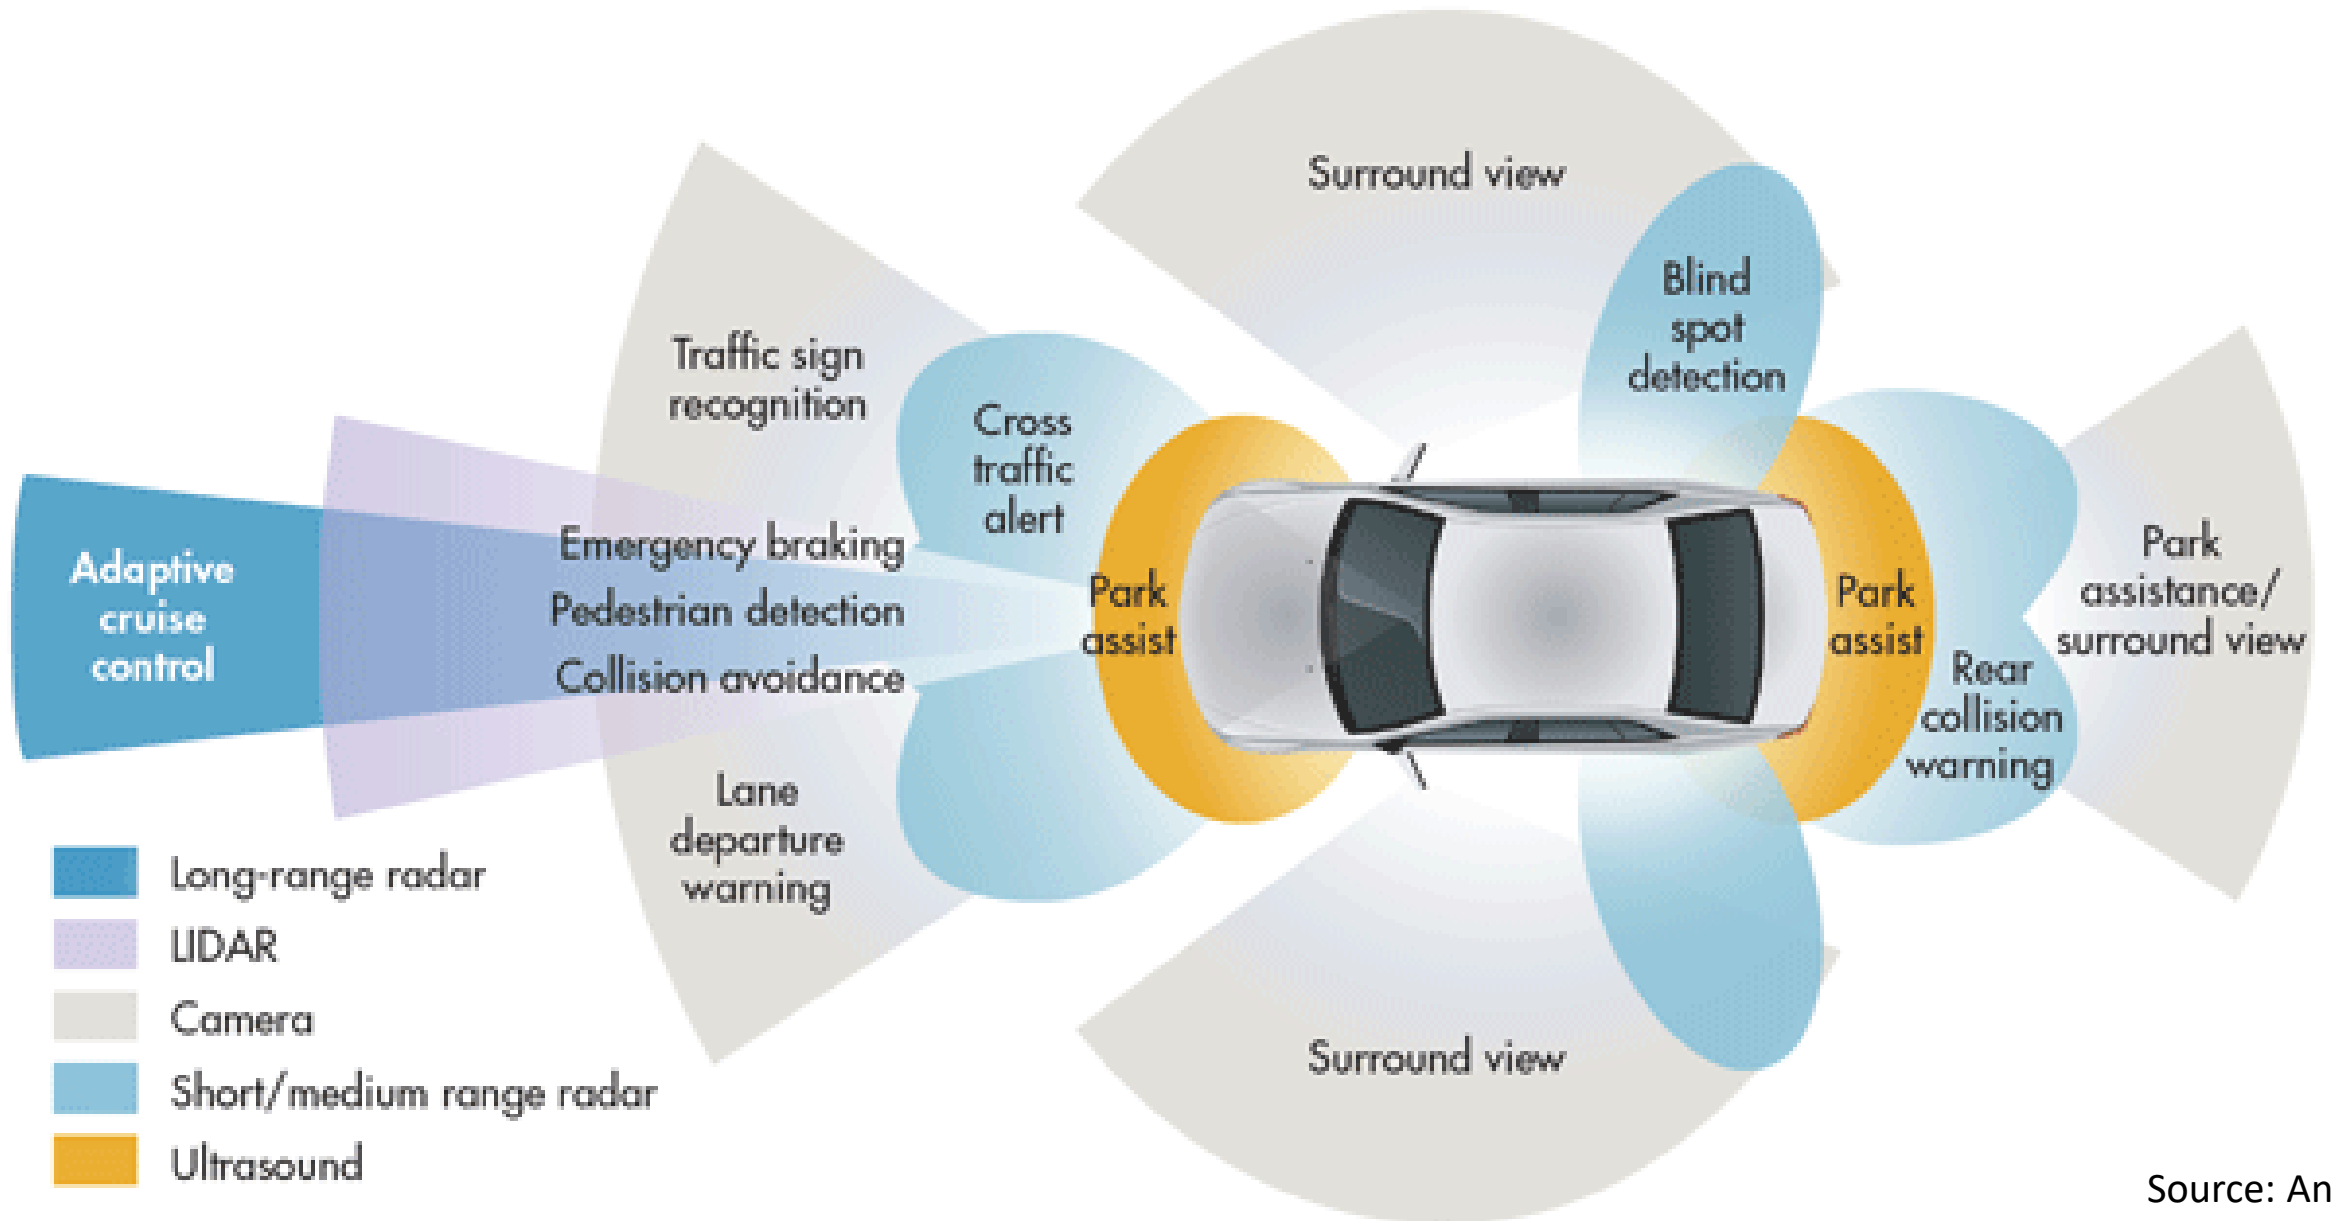 Surround view
Blind
spot
detection
Traffic sign
recognition
Cross
traffic
alert
Emergency braking
Pedestrian detection
Collision avoidance
Adaptive
cruise
control
Park
assist
Park
assist
Park
assistance/
surround view
Rear
collision
warning
Lane
departure
warning
Surround view
Long-range radar
LIDAR
Camera
Short/medium range radar
Ultrasound
Source: An